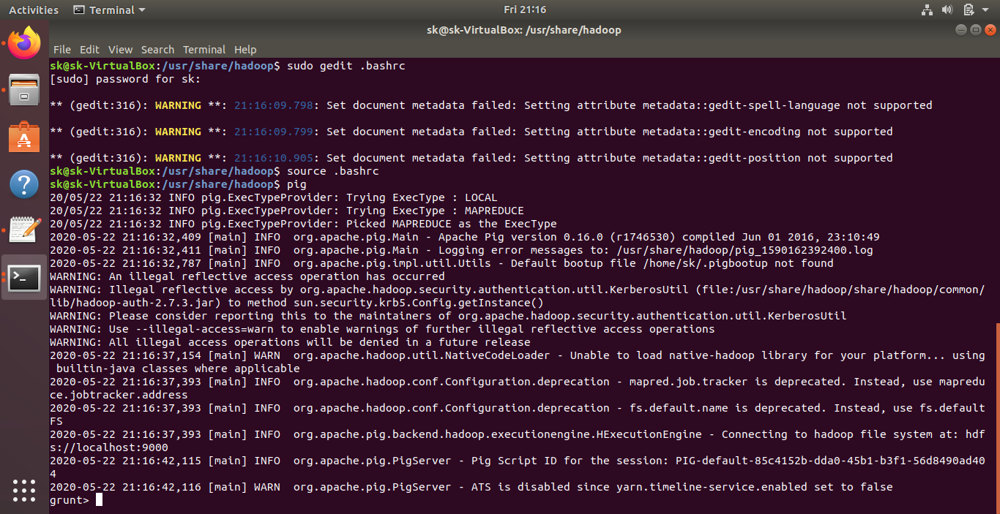 Activities Terminal Fri 21:16
sk@sk-VirtualBox: /usr/share/hadoop
File Edit View Search Terminal Help
sk@sk-VirtualBox:/usr/share/hadoop$ sudo gedit .bashrc
[sudo] password for sk:
** (gedit:316): WARNING **: 21:16:09.798: Set document metadata failed: Setting attribute metadata::gedit-spell-language not supported
** (gedit:316): WARNING **: 21:16:09.799: Set document metadata failed: Setting attribute metadata::gedit-encoding not supported
** (gedit:316): WARNING **: 21:16:10.905: Set document metadata failed: Setting attribute metadata::gedit-position not supported
sk@sk-VirtualBox:/usr/share/hadoop$ source .bashrc
sk@sk-VirtualBox:/usr/share/hadoop$ pig
20/05/22 21:16:32 INFO pig.ExecTypeProvider: Trying ExecType : LOCAL
20/05/22 21:16:32 INFO pig.ExecTypeProvider: Trying ExecType : MAPREDUCE
20/05/22 21:16:32 INFO pig.ExecTypeProvider: Picked MAPREDUCE as the ExecType
2020-05-22 21:16:32,409 [main] INFO  org.apache.pig.Main - Apache Pig version 0.16.0 (r1746530) compiled Jun 01 2016, 23:10:49
2020-05-22 21:16:32,411 [main] INFO  org.apache.pig.Main - Logging error messages to: /usr/share/hadoop/pig_1590162392400.log
2020-05-22 21:16:32,787 [main] INFO  org.apache.pig.impl.util.Utils - Default bootup file /home/sk/.pigbootup not found
WARNING: An illegal reflective access operation has occurred
WARNING: Illegal reflective access by org.apache.hadoop.security.authentication.util.KerberosUtil (file:/usr/share/hadoop/share/hadoop/common/
lib/hadoop-auth-2.7.3.jar) to method sun.security.krb5.Config.getInstance()
WARNING: Please consider reporting this to the maintainers of org.apache.hadoop.security.authentication.util.KerberosUtil
WARNING: Use --illegal-access=warn to enable warnings of further illegal reflective access operations
WARNING: All illegal access operations will be denied in a future release
2020-05-22 21:16:37,154 [main] WARN  org.apache.hadoop.util.NativeCodeLoader - Unable to load native-hadoop library for your platform... using
 builtin-java classes where applicable
2020-05-22 21:16:37,393 [main] INFO  org.apache.hadoop.conf.Configuration.deprecation - mapred.job.tracker is deprecated. Instead, use mapredu
ce.jobtracker.address
2020-05-22 21:16:37,393 [main] INFO  org.apache.hadoop.conf.Configuration.deprecation - fs.default.name is deprecated. Instead, use fs.default
FS
2020-05-22 21:16:37,393 [main] INFO  org.apache.pig.backend.hadoop.executionengine.HExecutionEngine - Connecting to hadoop file system at: hdf
s://localhost:9000
2020-05-22 21:16:42,115 [main] INFO  org.apache.pig.PigServer - Pig Script ID for the session: PIG-default-85c4152b-dda0-45b1-b3f1-56d8490ad40
4
2020-05-22 21:16:42,116 [main] WARN  org.apache.pig.PigServer - ATS is disabled since yarn.timeline-service.enabled set to false
grunt>